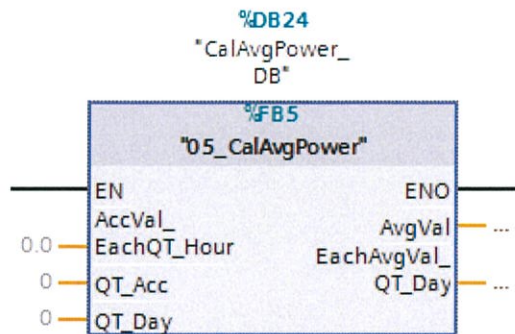 %DB24
"CalAvgPower_
DB"
%FB5
"05_CalAvgPower"
EN
ENO
AccVal_
0.0
EachQT_Hour
AvgVal
...
EachAvgVal_
0
QT_Acc
QT_Day
...
0
QT_Day